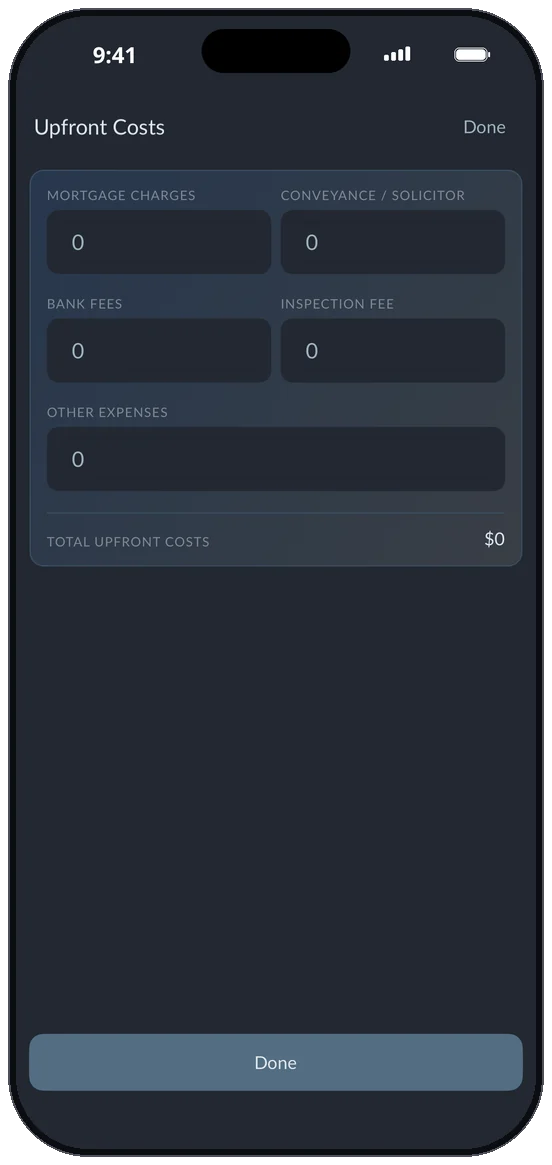 9:41
Upfront Costs
Done
MORTGAGE CHARGES
CONVEYANCE / SOLICITOR
0
0
BANK FEES
INSPECTION FEE
0
0
OTHER EXPENSES
0
TOTAL UPFRONT COSTS
$0
Done